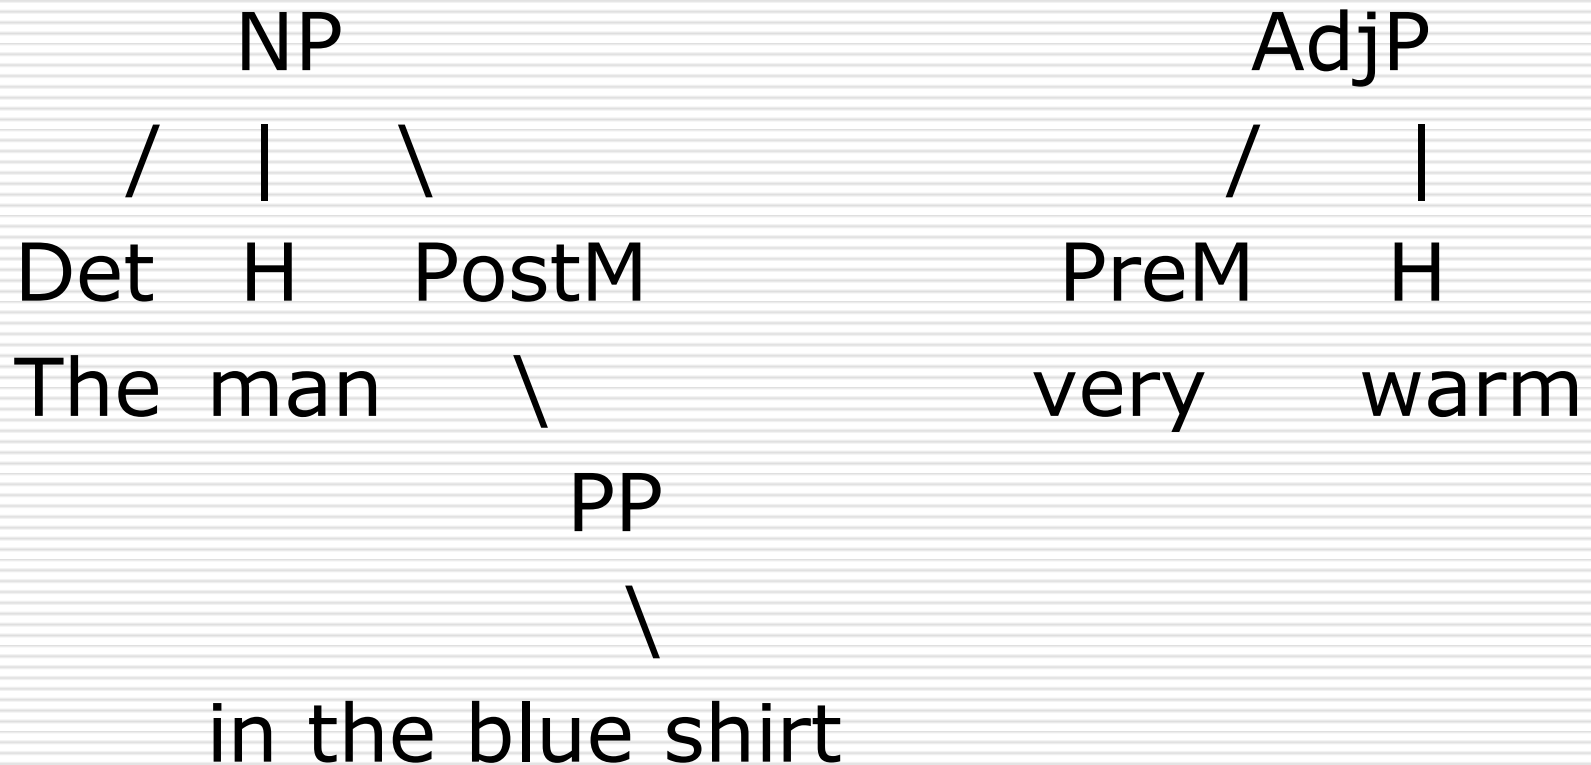 NP AdjP
/ | \ / |
Det H PostM PreM H
The man \ very warm
PP
\
in the blue shirt